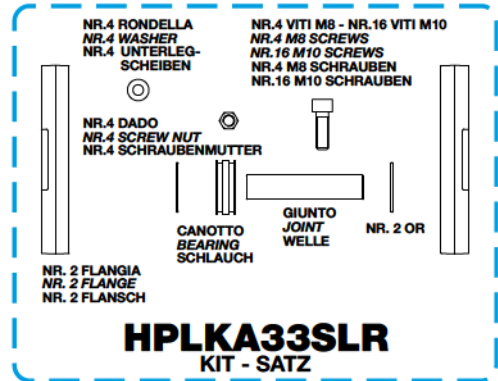 NR.4 RONDELLA
NR.4 WASHER
NR.4 UNTERLEG-
SCHEIBEN
NR.4 VITI M8 - NR.16 VITI M10
NR.4 M8 SCREWS
NR.16 M10 SCREWS
NR.4 M8 SCHRAUBEN
NR.16 M10 SCHRAUBEN
NR.4 DADO
NR.4 SCREW NUT
NR.4 SCHRAUBENMUTTER
CANOTTO
BEARING
SCHLAUCH
GIUNTO
JOINT
WELLE
NR. 2 OR
NR. 2 FLANGIA
NR. 2 FLANGE
NR. 2 FLANSCH
HPLKA33SLR
KIT - SATZ